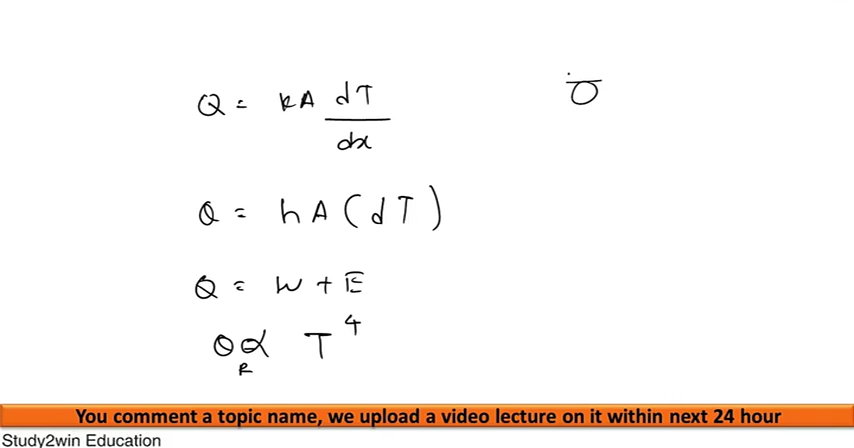 Q = kA dT
dx
Q = hA(dT)
Q = W + E
Q ∝ T⁴
R
You comment a topic name, we upload a video lecture on it within next 24 hour
Study2win Education